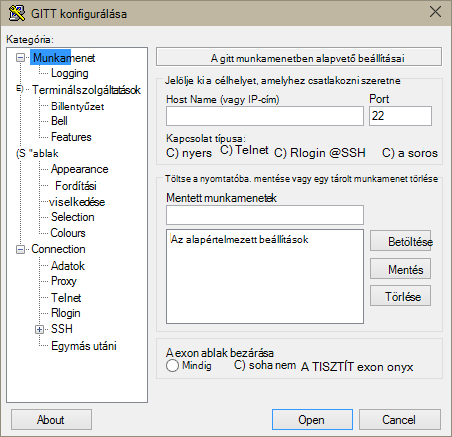 GITT konfigurálása
Kategória:
Munkamenet
Logging
E) Terminálszolgáltatások
Billentyűzet
Bell
Features
(S "ablak
Appearance
Fordítási
viselkedése
Selection
Colours
Connection
Adatok
Proxy
Telnet
Rlogin
SSH
Egymás utáni
A gitt munkamenetben alapvető beállításai
Jelölje ki a célhelyet, amelyhez csatlakozni szeretne
Host Name (vagy IP-cím) Port
22
Kapcsolat típusa:
C) nyers C) Telnet C) Rlogin @SSH C) a soros
Töltse a nyomtatóba. mentése vagy egy tárolt munkamenet törlése
Mentett munkamenetek
Az alapértelmezett beállítások
Betöltése
Mentés
Törlése
A exon ablak bezárása
Mindig C) soha nem A TISZTÍT exon onyx
About Open Cancel